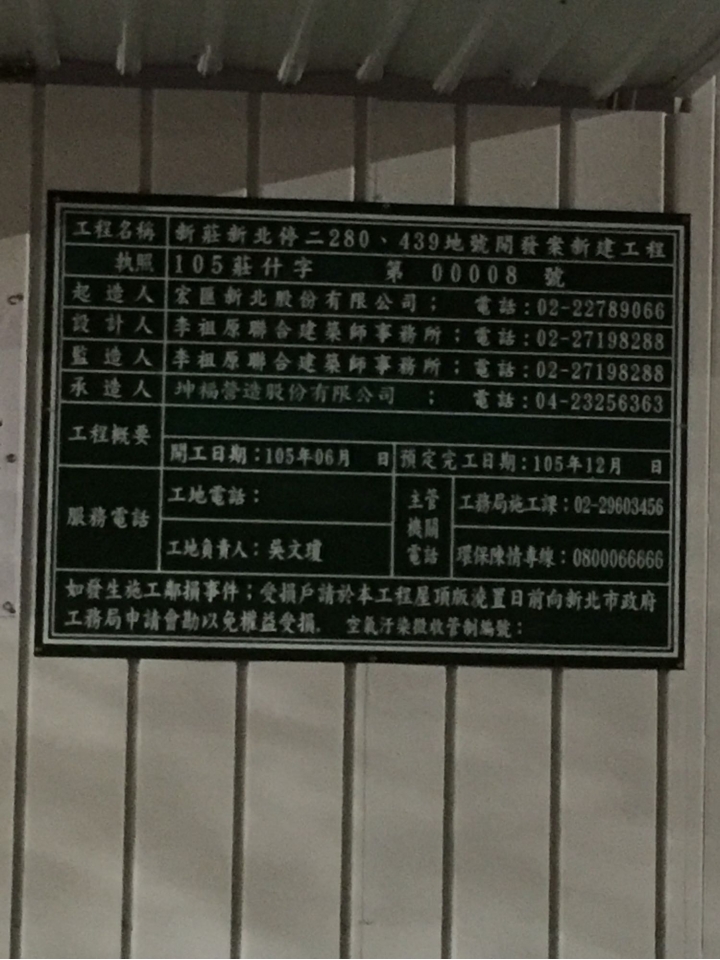 工程名稱 新莊新北停二280、439地號開發案新建工程
執照 105莊什字 第 00008 號
起造人 宏匯新北股份有限公司； 電話：02-22789066
設計人 李祖原聯合建築師事務所；電話：02-27198288
監造人 李祖原聯合建築師事務所；電話：02-27198288
承造人 坤福營造股份有限公司 ； 電話：04-23256363
工程概要
開工日期：105年06月 日 預定完工日期：105年12月 日
服務電話
工地電話：
工地負責人：吳文瓊
主管機關電話
工務局施工課：02-29603456
環保陳情專線：0800066666
如發生施工鄰損事件；受損戶請於本工程屋頂版澆置日前向新北市政府
工務局申請會勘以免權益受損. 空氣汙染徵收管制編號：